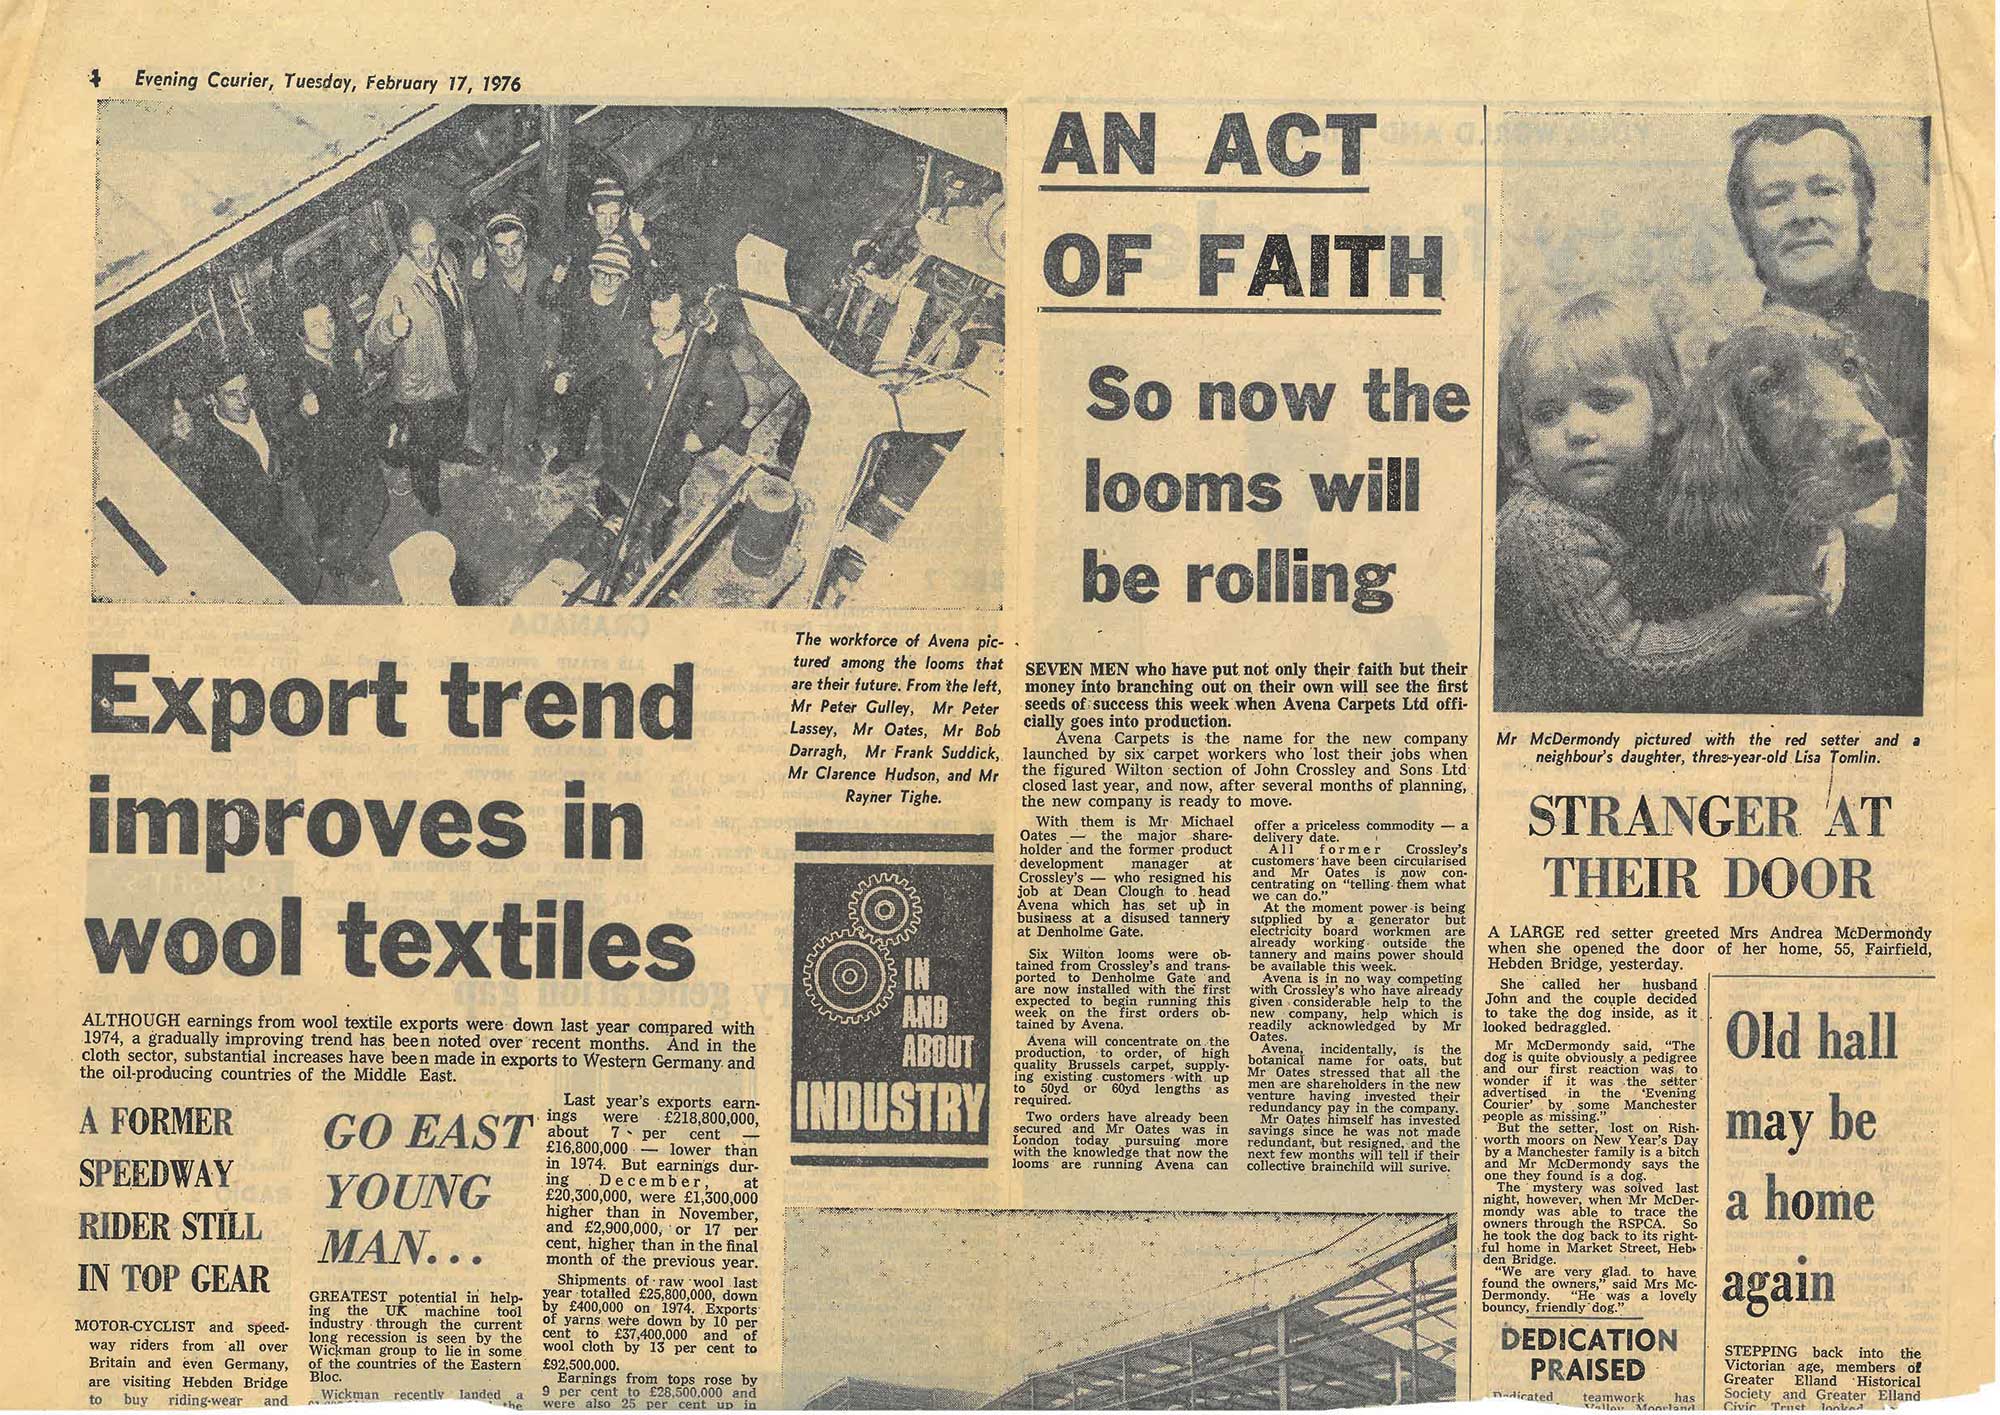 4 Evening Courier, Tuesday, February 17, 1976
The workforce of Avena pic-
tured among the looms that
are their future. From the left,
Mr Peter Gulley, Mr Peter
Lassey, Mr Oates, Mr Bob
Darragh, Mr Frank Suddick,
Mr Clarence Hudson, and Mr
Rayner Tighe.
Export trend
improves in
wool textiles
ALTHOUGH earnings from wool textile exports were down last year compared with
1974, a gradually improving trend has been noted over recent months. And in the
cloth sector, substantial increases have been made in exports to Western Germany and
the oil-producing countries of the Middle East.
A FORMER
SPEEDWAY
RIDER STILL
IN TOP GEAR
MOTOR-CYCLIST and speed-
way riders from all over
Britain and even Germany,
are visiting Hebden Bridge
to buy riding-wear and
GO EAST
YOUNG
MAN...
GREATEST potential in help-
ing the UK machine tool
industry through the current
long recession is seen by the
Wickman group to lie in some
of the countries of the Eastern
Bloc.
Wickman recently landed a
the
Last year's exports earn-
ings were £218,800,000,
about 7 per cent —
£16,800,000 — lower than
in 1974. But earnings dur-
ing December, at
£20,300,000, were £1,300,000
higher than in November,
and £2,900,000, or 17 per
cent, higher than in the final
month of the previous year.
Shipments of raw wool last
year totalled £25,800,000, down
by £400,000 on 1974. Exports
of yarns were down by 10 per
cent to £37,400,000 and of
wool cloth by 13 per cent to
£92,500,000.
Earnings from tops rose by
9 per cent to £28,500,000 and
were also 25 per cent up in
IN
AND
ABOUT
INDUSTRY
AN ACT
OF FAITH
So now the
looms will
be rolling
SEVEN MEN who have put not only their faith but their
money into branching out on their own will see the first
seeds of success this week when Avena Carpets Ltd offi-
cially goes into production.
Avena Carpets is the name for the new company
launched by six carpet workers who lost their jobs when
the figured Wilton section of John Crossley and Sons Ltd
closed last year, and now, after several months of planning,
the new company is ready to move.
With them is Mr Michael
Oates — the major share-
holder and the former product
development manager at
Crossley's — who resigned his
job at Dean Clough to head
Avena which has set up in
business at a disused tannery
at Denholme Gate.
Six Wilton looms were ob-
tained from Crossley's and trans-
ported to Denholme Gate and
are now installed with the first
expected to begin running this
week on the first orders ob-
tained by Avena.
Avena will concentrate on the
production, to order, of high
quality Brussels carpet, supply-
ing existing customers with up
to 50yd or 60yd lengths as
required.
Two orders have already been
secured and Mr Oates was in
London today pursuing more
with the knowledge that now the
looms are running Avena can
offer a priceless commodity — a
delivery date.
All former Crossley's
customers have been circularised
and Mr Oates is now con-
centrating on "telling them what
we can do."
At the moment power is being
supplied by a generator but
electricity board workmen are
already working outside the
tannery and mains power should
be available this week.
Avena is in no way competing
with Crossley's who have already
given considerable help to the
new company, help which is
readily acknowledged by Mr
Oates.
Avena, incidentally, is the
botanical name for oats, but
Mr Oates stressed that all the
men are shareholders in the new
venture having invested their
redundancy pay in the company.
Mr Oates himself has invested
savings since he was not made
redundant, but resigned, and the
next few months will tell if their
collective brainchild will surive.
Mr McDermondy pictured with the red setter and a
neighbour's daughter, three-year-old Lisa Tomlin.
STRANGER AT
THEIR DOOR
A LARGE red setter greeted Mrs Andrea McDermondy
when she opened the door of her home, 55, Fairfield,
Hebden Bridge, yesterday.
She called her husband
John and the couple decided
to take the dog inside, as it
looked bedraggled.
Mr McDermondy said, "The
dog is quite obviously a pedigree
and our first reaction was to
wonder if it was the setter
advertised in the 'Evening
Courier' by some Manchester
people as missing."
But the setter, lost on Rish-
worth moors on New Year's Day
by a Manchester family is a bitch
and Mr McDermondy says the
one they found is a dog.
The mystery was solved last
night, however, when Mr McDer-
mondy was able to trace the
owners through the RSPCA. So
he took the dog back to its right-
ful home in Market Street, Heb-
den Bridge.
"We are very glad to have
found the owners," said Mrs Mc-
Dermondy. "He was a lovely
bouncy, friendly dog."
DEDICATION
PRAISED
Dedicated teamwork has
Valley Moorland
Old hall
may be
a home
again
STEPPING back into the
Victorian age, members of
Greater Elland Historical
Society and Greater Elland
Civic Trust looked